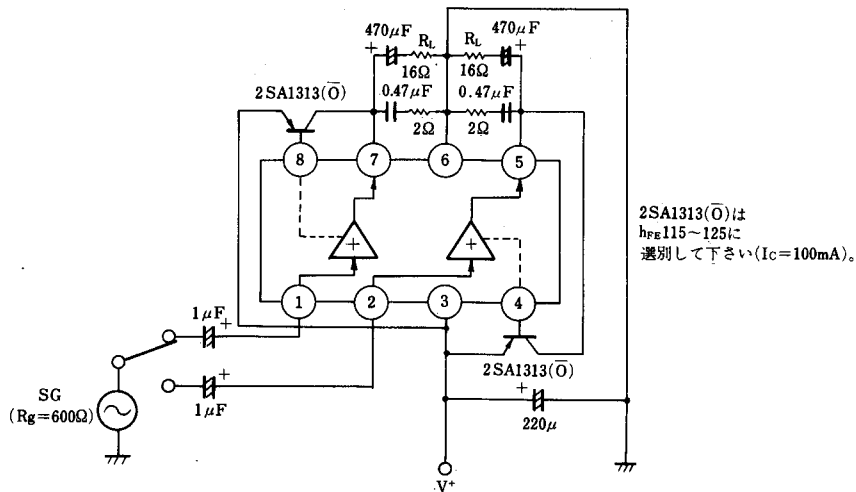 470μF
R_L
R_L
470μF
+
+
16Ω
16Ω
0.47μF
0.47μF
2SA1313(O̅)
2Ω
2Ω
8
7
6
5
+
+
2SA1313(O̅)は
h_FE115~125に
選別して下さい(I_C=100mA)。
1
2
3
4
1μF
+
2SA1313(O̅)
SG
(Rg=600Ω)
+
1μF
+
220μ
V⁺